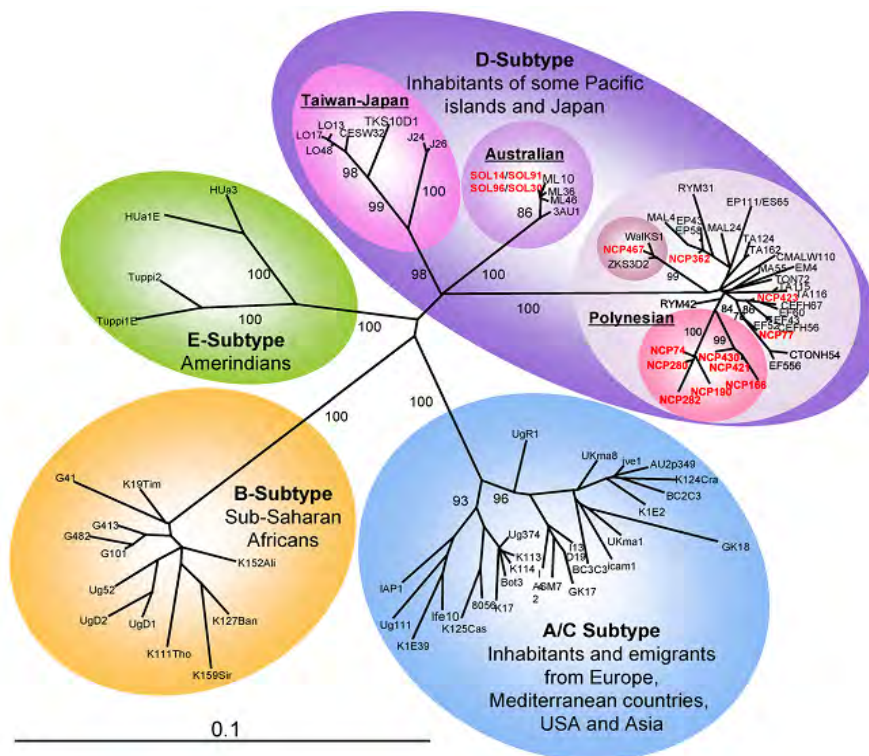 D-Subtype
Inhabitants of some Pacific
islands and Japan
Taiwan-Japan
LO13
TKS10D1
LO17
CESW32
J24
J26
LO48
98
99
100
98
Australian
SOL14/SOL91
ML10
SOL96/SOL30
ML36
ML46
86
3AU1
100
RYM31
EP111/ES65
MAL4
EP43
EP58
MAL24
WalKS1
TA124
NCP467
TA162
NCP362
CMALW110
ZKS3D2
MA55
EM4
99
TON72
TA115
NCP423
TA116
100
RYM42
CEFH67
84
86
EF60
EF43
Polynesian
EF52
CEFH56
NCP77
100
99
NCP74
NCP430
CTONH54
NCP280
NCP421
EF556
NCP166
NCP190
NCP282
HUa3
HUa1E
100
Tuppi2
Tuppi1E
100
100
E-Subtype
Amerindians
100
100
G41
K19Tim
B-Subtype
Sub-Saharan
Africans
G413
G482
G101
K152Ali
Ug52
UgD2
UgD1
K127Ban
K111Tho
K159Sir
UgR1
UKma8
ive1
AU2p349
K124Cra
BC2C3
93
96
K1E2
Ug374
UKma1
GK18
I13
K113
D19
K114
BC3C3
icam1
IAP1
Bot3
GK17
8056
K17
Ug111
Ife10
K125Cas
K1E39
A/C Subtype
Inhabitants and emigrants
from Europe,
Mediterranean countries,
USA and Asia
0.1